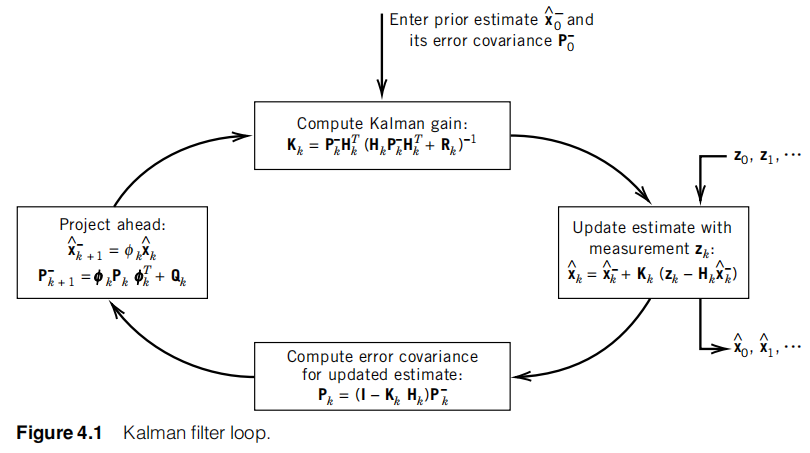 Enter prior estimate x̂₀⁻ and
its error covariance P₀⁻
Compute Kalman gain:
Kₖ = Pₖ⁻Hₖᵀ (HₖPₖ⁻Hₖᵀ + Rₖ)⁻¹
z₀, z₁, ⋯
Update estimate with
measurement zₖ:
x̂ₖ = x̂ₖ⁻ + Kₖ (zₖ – Hₖx̂ₖ⁻)
x̂₀, x̂₁, ⋯
Compute error covariance
for updated estimate:
Pₖ = (I – Kₖ Hₖ)Pₖ⁻
Project ahead:
x̂ₖ₊₁⁻ = ϕₖx̂ₖ
Pₖ₊₁⁻ = ϕₖPₖ ϕₖᵀ + Qₖ
Figure 4.1 Kalman filter loop.